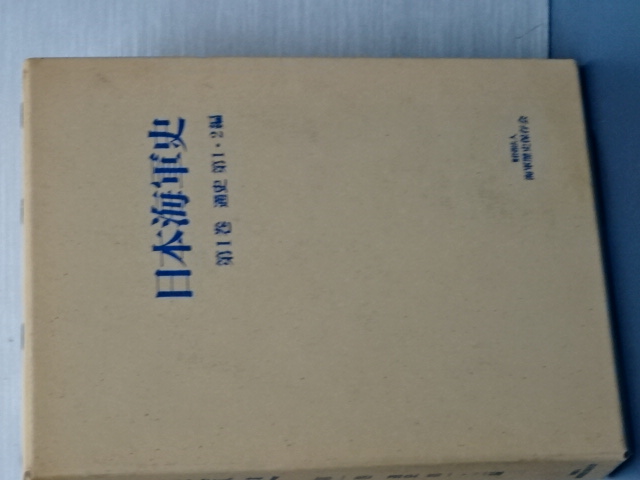 日本海軍史
第1巻 通史 第1・2編
財団法人
海軍歴史保存会